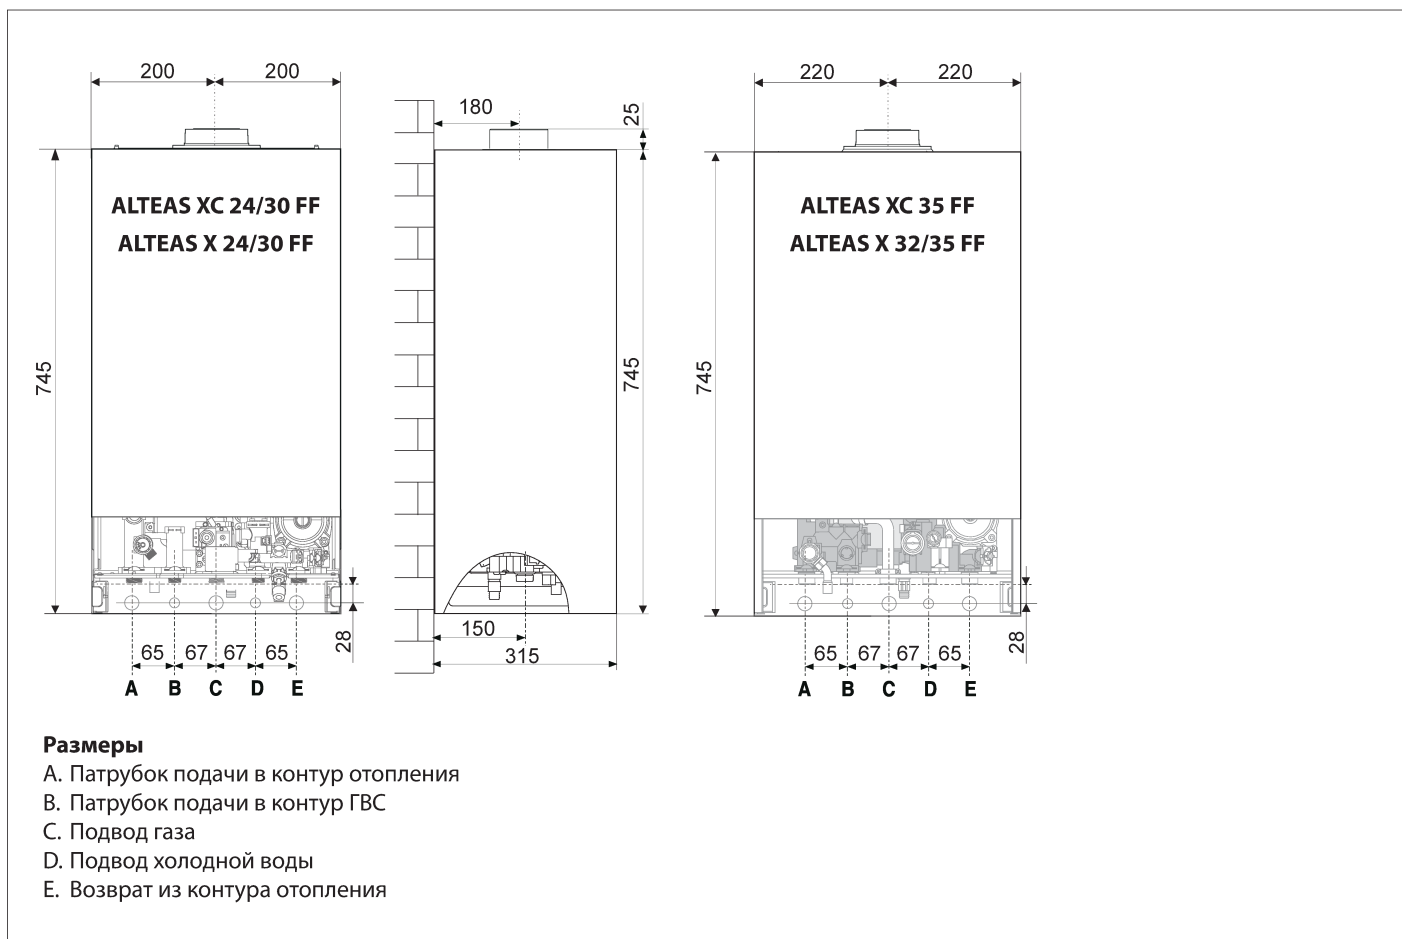 200 200
180
25
220 220
ALTEAS XC 24/30 FF
ALTEAS X 24/30 FF
ALTEAS XC 35 FF
ALTEAS X 32/35 FF
745
745
745
28
28
65 67 67 65
A B C D E
150
315
65 67 67 65
A B C D E
Размеры
A. Патрубок подачи в контур отопления
B. Патрубок подачи в контур ГВС
C. Подвод газа
D. Подвод холодной воды
E. Возврат из контура отопления